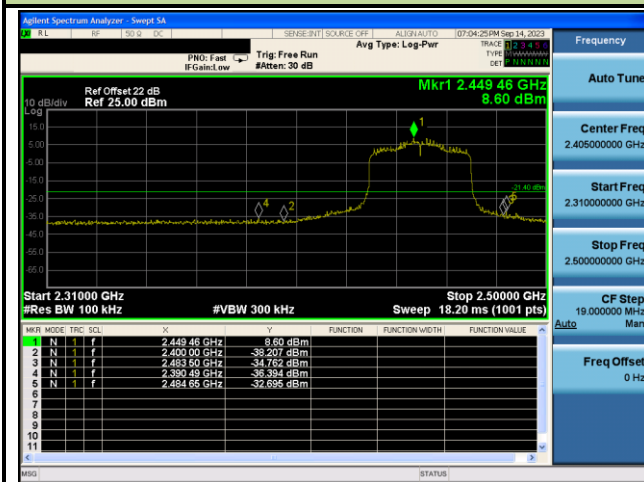 Agilent Spectrum Analyzer - Swept SA
RL RF 50 Ω DC SENSE:INT SOURCE OFF ALIGNAUTO 07:04:25 PM Sep 14, 2023
Avg Type: Log-Pwr TRACE 1 2 3 4 5 6
PNO: Fast Trig: Free Run TYPE
IFGain:Low #Atten: 30 dB DET P N N N N N
Ref Offset 22 dB Mkr1 2.449 46 GHz
10 dB/div Ref 25.00 dBm 8.60 dBm
Log
15.0
5.00
-5.00
-15.0
-21.40 dBm
-25.0
-35.0
-45.0
-55.0
-65.0
1
4 2
Start 2.31000 GHz Stop 2.50000 GHz
#Res BW 100 kHz #VBW 300 kHz Sweep 18.20 ms (1001 pts)
MKR MODE TRC SCL X Y FUNCTION FUNCTION WIDTH FUNCTION VALUE
1 N 1 f 2.449 46 GHz 8.60 dBm
2 N 1 f 2.400 00 GHz -38.207 dBm
3 N 1 f 2.483 50 GHz -34.762 dBm
4 N 1 f 2.390 49 GHz -36.394 dBm
5 N 1 f 2.484 65 GHz -32.695 dBm
6
7
8
9
10
11
MSG STATUS
Frequency
Auto Tune
Center Freq
2.405000000 GHz
Start Freq
2.310000000 GHz
Stop Freq
2.500000000 GHz
CF Step
19.000000 MHz
Auto Man
Freq Offset
0 Hz